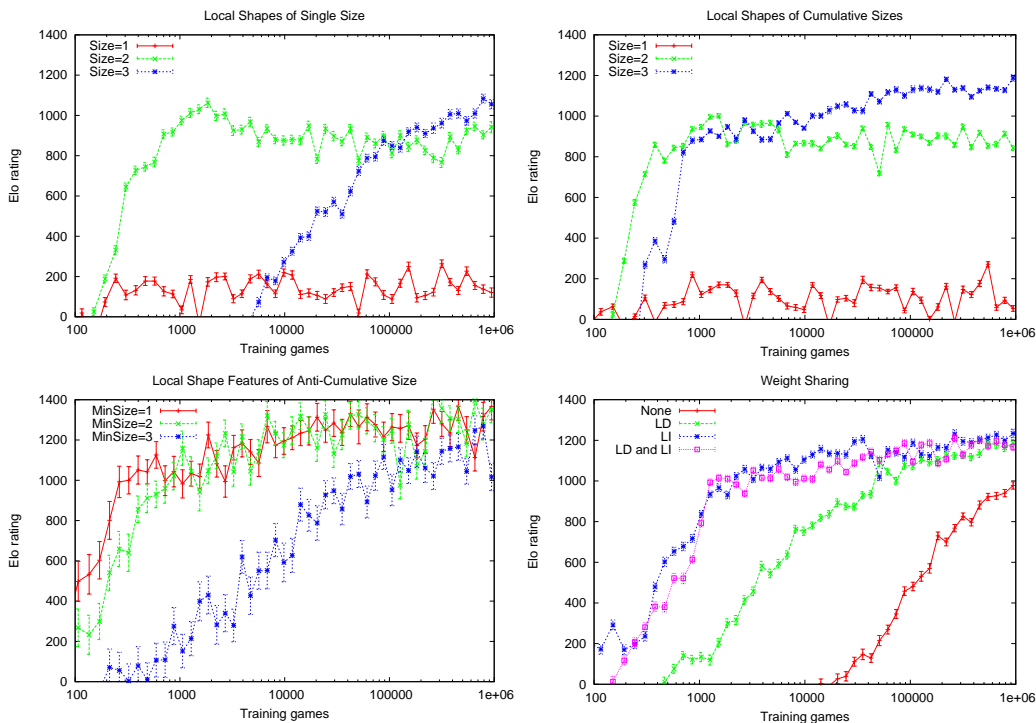 Local Shapes of Single Size
Size=1
Size=2
Size=3
Elo rating
1400
1200
1000
800
600
400
200
0
100 1000 10000 100000 1e+06
Training games
Local Shapes of Cumulative Sizes
Size=1
Size=2
Size=3
Elo rating
1400
1200
1000
800
600
400
200
0
100 1000 10000 100000 1e+06
Training games
Local Shape Features of Anti-Cumulative Size
MinSize=1
MinSize=2
MinSize=3
Elo rating
1400
1200
1000
800
600
400
200
0
100 1000 10000 100000 1e+06
Training games
Weight Sharing
None
LD
LI
LD and LI
Elo rating
1400
1200
1000
800
600
400
200
0
100 1000 10000 100000 1e+06
Training games